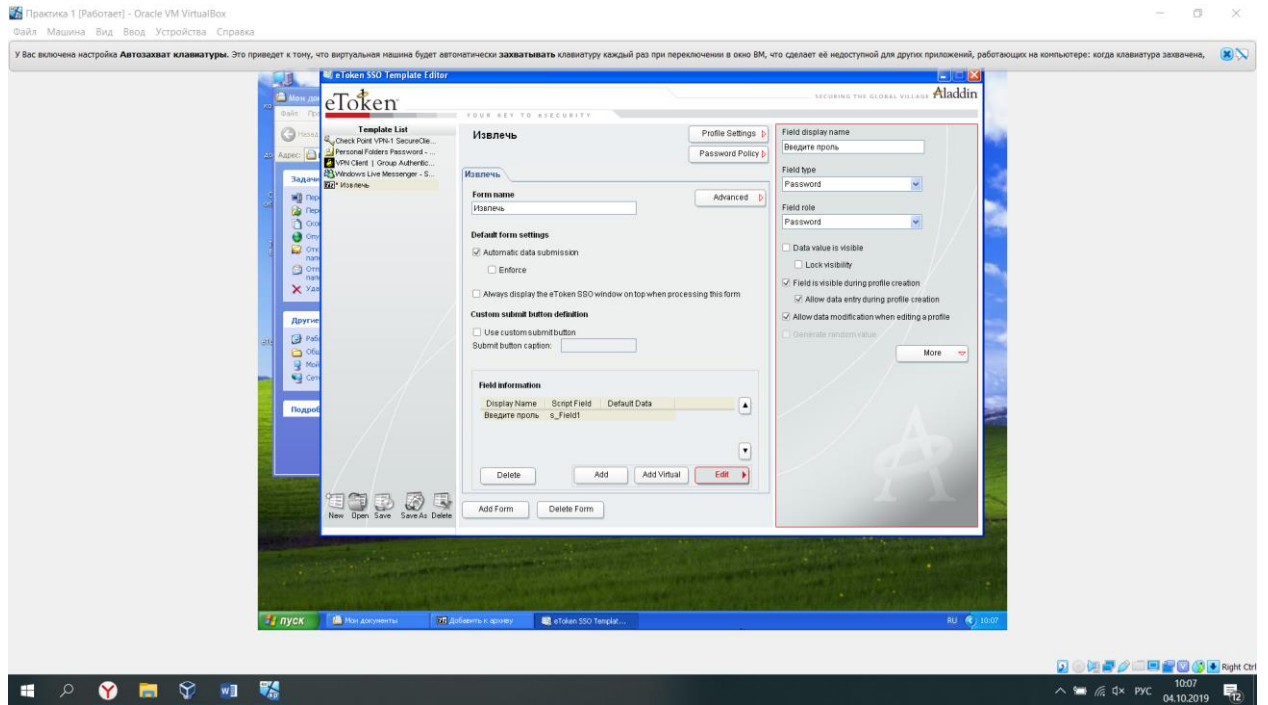 Практика 1 [Работает] - Oracle VM VirtualBox
Файл Машина Вид Ввод Устройства Справка
У Вас включена настройка Автозахват клавиатуры. Это приведет к тому, что виртуальная машина будет автоматически захватывать клавиатуру каждый раз при переключении в окно ВМ, что сделает её недоступной для других приложений, работающих на компьютере: когда клавиатура захвачена,
eToken SSO Template Editor
eToken
YOUR KEY TO eSECURITY
SECURING THE GLOBAL VILLAGE Aladdin
Template List
Check Point VPN-1 SecureClie...
Personal Folders Password - ...
VPN Client | Group Authentic...
Windows Live Messenger - S...
* Извлечь
Извлечь
Profile Settings
Password Policy
Извлечь
Form name
Advanced
Извлечь
Default form settings
Automatic data submission
Enforce
Always display the eToken SSO window on top when processing this form
Custom submit button definition
Use custom submit button
Submit button caption:
Field information
Display Name Script Field Default Data
Введите проль s_Field1
Delete Add Add Virtual Edit
Add Form Delete Form
New Open Save Save As Delete
Field display name
Введите проль
Field type
Password
Field role
Password
Data value is visible
Lock visibility
Field is visible during profile creation
Allow data entry during profile creation
Allow data modification when editing a profile
Generate random value
More
Мои до
Файл
Адрес:
Задачи
Другие
Подроб
пуск Мои документы Добавить к архиву eToken SSO Templat... RU 10:07
Right Ctrl
РУС 10:07
04.10.2019
12